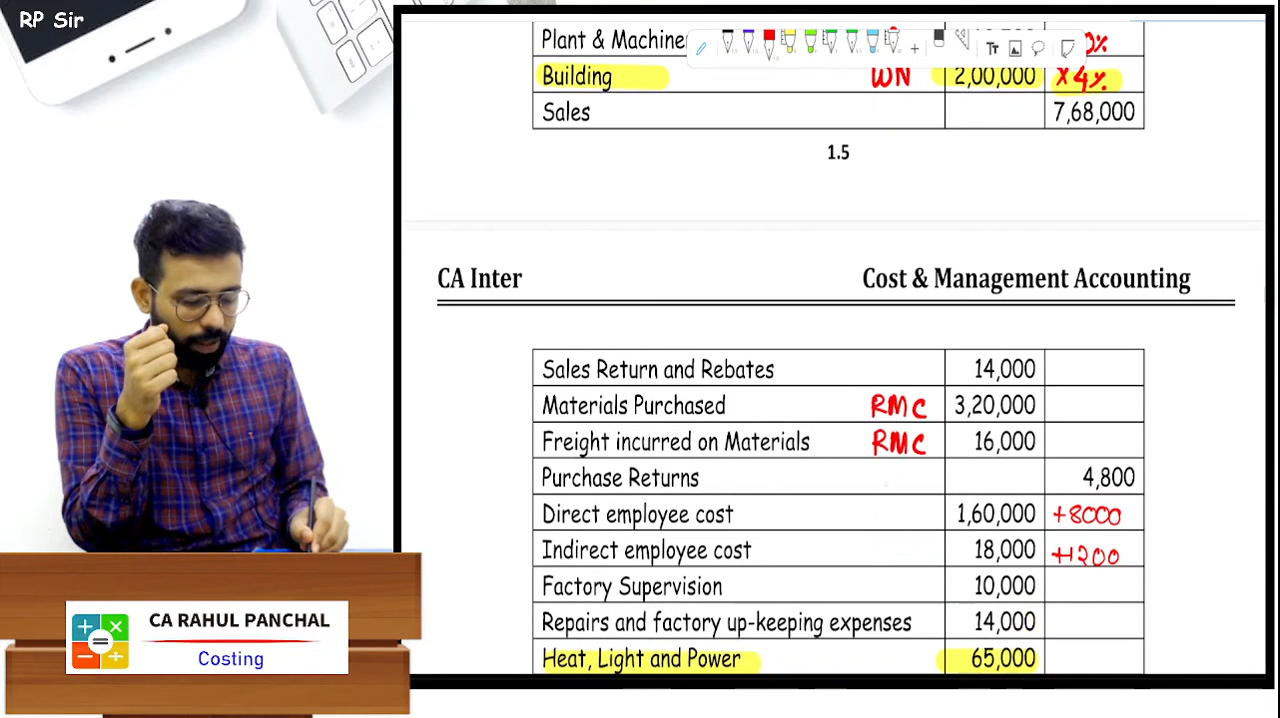 RP Sir
Plant & Machine 0%
Building WN 2,00,000 X 4%
Sales 7,68,000
1.5
CA Inter Cost & Management Accounting
Sales Return and Rebates 14,000
Materials Purchased RMC 3,20,000
Freight incurred on Materials RMC 16,000
Purchase Returns 4,800
Direct employee cost 1,60,000 +8000
Indirect employee cost 18,000 +1200
Factory Supervision 10,000
Repairs and factory up-keeping expenses 14,000
Heat, Light and Power 65,000
CA RAHUL PANCHAL
Costing